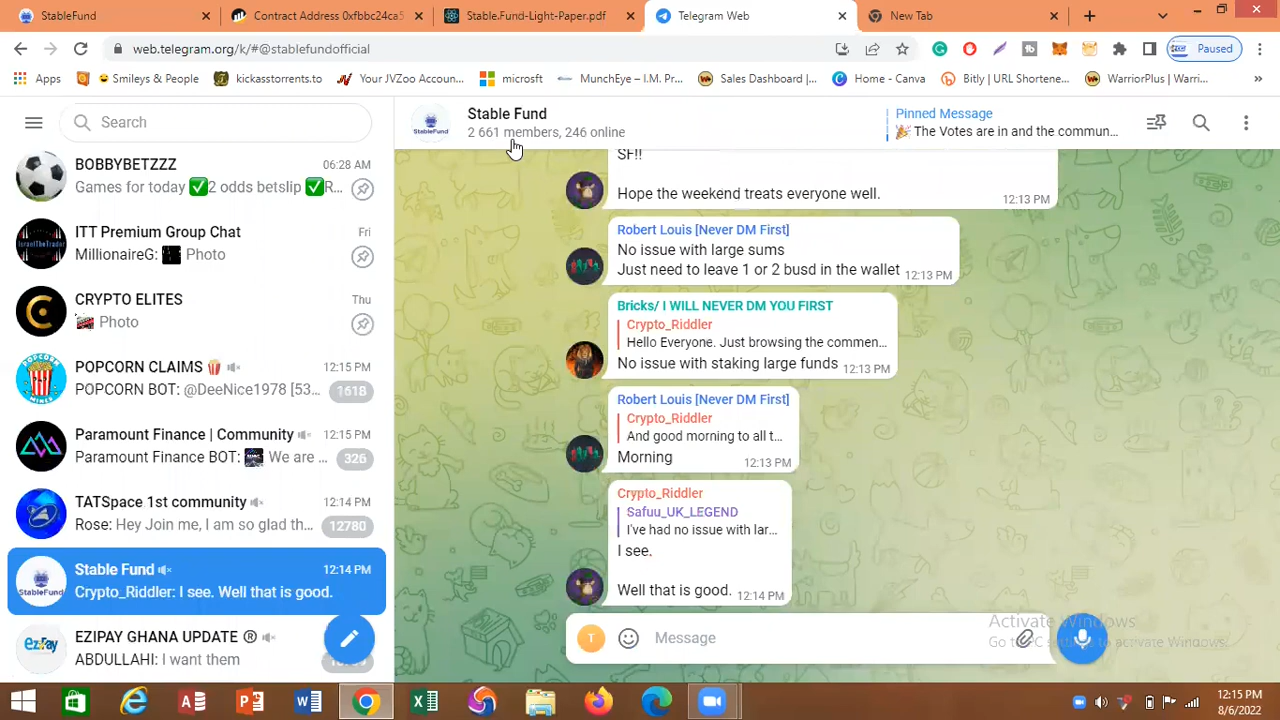 StableFund
Contract Address 0xfbbc24ca5
Stable.Fund-Light-Paper.pdf
Telegram Web
New Tab
web.telegram.org/k/#@stablefundofficial
Paused
Apps
Smileys & People
kickasstorrents.to
Your JVZoo Accoun...
microsft
MunchEye – I.M. Pr...
Sales Dashboard |...
Home - Canva
Bitly | URL Shortene...
WarriorPlus | Warri...
Search
Stable Fund
2 661 members, 246 online
Pinned Message
🎉 The Votes are in and the commun...
BOBBYBETZZZ
06:28 AM
Games for today ✅2 odds betslip ✅R...
ITT Premium Group Chat
Fri
MillionaireG: Photo
CRYPTO ELITES
Thu
Photo
POPCORN CLAIMS 🍿
12:15 PM
POPCORN BOT: @DeeNice1978 [53...
1618
Paramount Finance | Community
12:15 PM
Paramount Finance BOT: We are ...
326
TATSpace 1st community
12:14 PM
Rose: Hey Join me, I am so glad th...
12780
Stable Fund
12:14 PM
Crypto_Riddler: I see. Well that is good.
EZIPAY GHANA UPDATE ®
ABDULLAHI: I want them
SF!!
Hope the weekend treats everyone well.
12:13 PM
Robert Louis [Never DM First]
No issue with large sums
Just need to leave 1 or 2 busd in the wallet
12:13 PM
Bricks/ I WILL NEVER DM YOU FIRST
Crypto_Riddler
Hello Everyone. Just browsing the commen...
No issue with staking large funds
12:13 PM
Robert Louis [Never DM First]
Crypto_Riddler
And good morning to all t...
Morning
12:13 PM
Crypto_Riddler
Safuu_UK_LEGEND
I've had no issue with lar...
I see.
Well that is good.
12:14 PM
T
Message
Activate Windows
Go to PC settings to activate Windows.
12:15 PM
8/6/2022